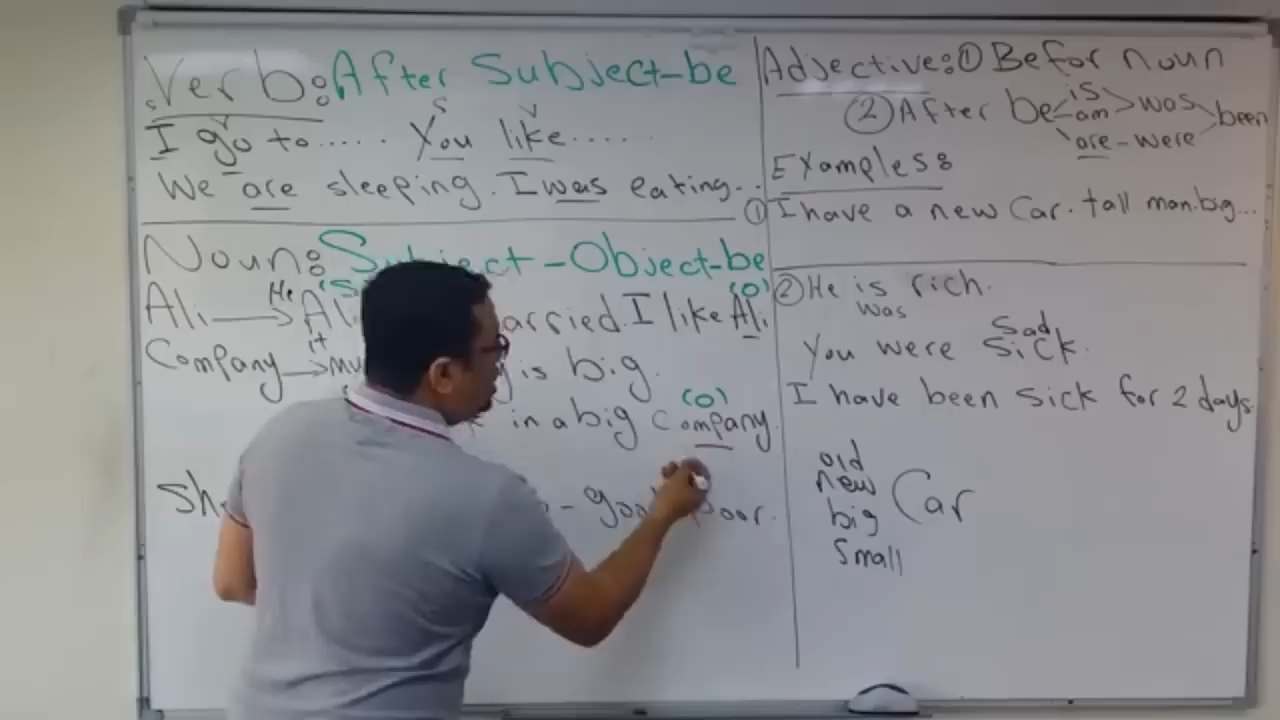 Verb: After Subject-be
S V
I go to..... You like......
We are sleeping. I was eating...
Noun: Subject-Object-be
He (O)
Ali → Ali arried. I like Ali.
it
Company → is big.
(O)
in a big Company.
Sh
Adjective: ① Befor noun
② After be is am are was were been
Examples:
① I have a new Car. tall man. big...
② He is rich.
was
Sad
You were Sick.
I have been sick for 2 days.
old
new
big Car
Small